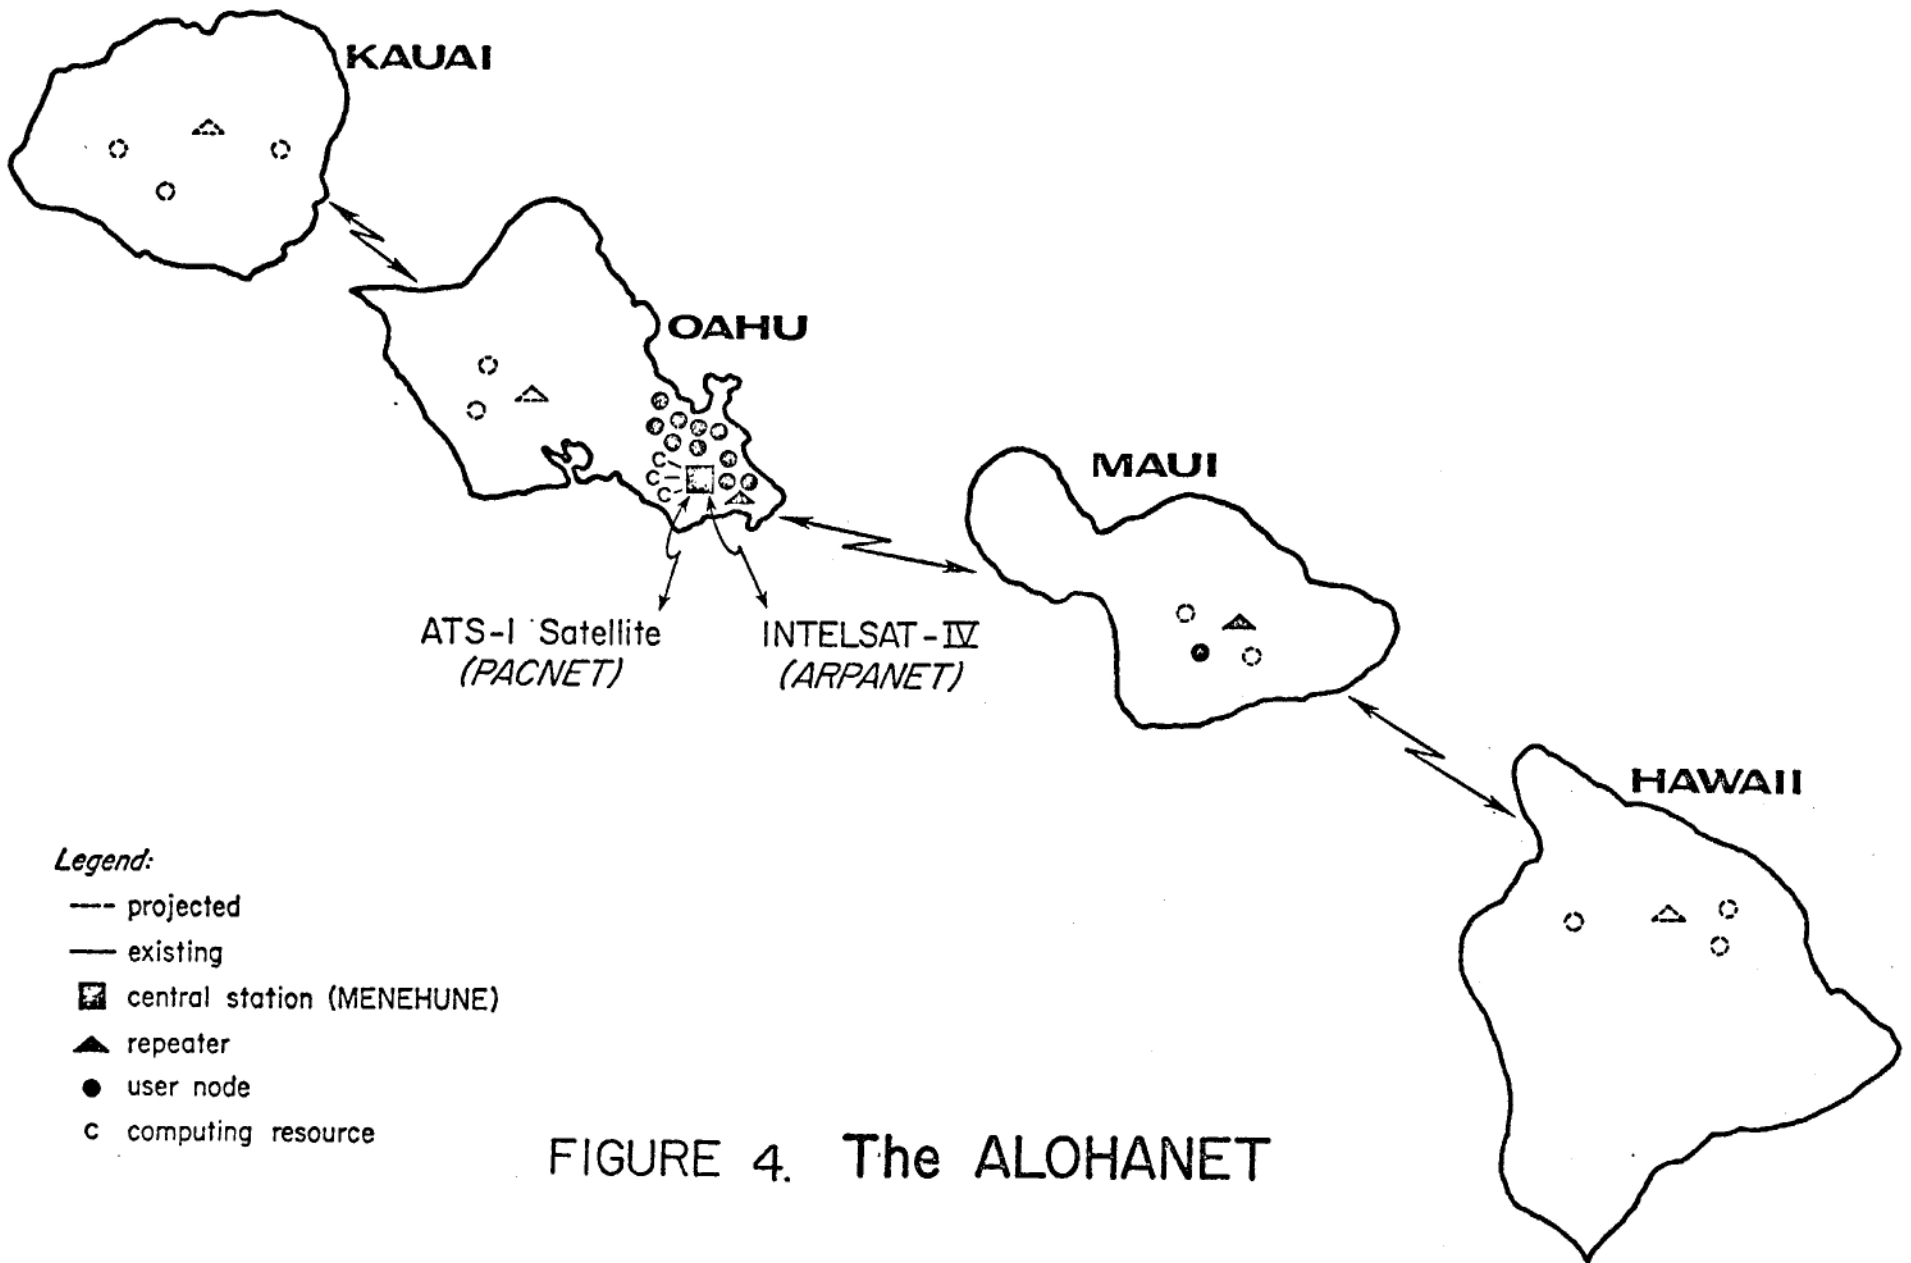 KAUAI
OAHU
MAUI
HAWAII
C
C
C
ATS-I Satellite
(PACNET)
INTELSAT-IV
(ARPANET)
Legend:
projected
existing
central station (MENEHUNE)
repeater
user node
C computing resource
FIGURE 4. The ALOHANET